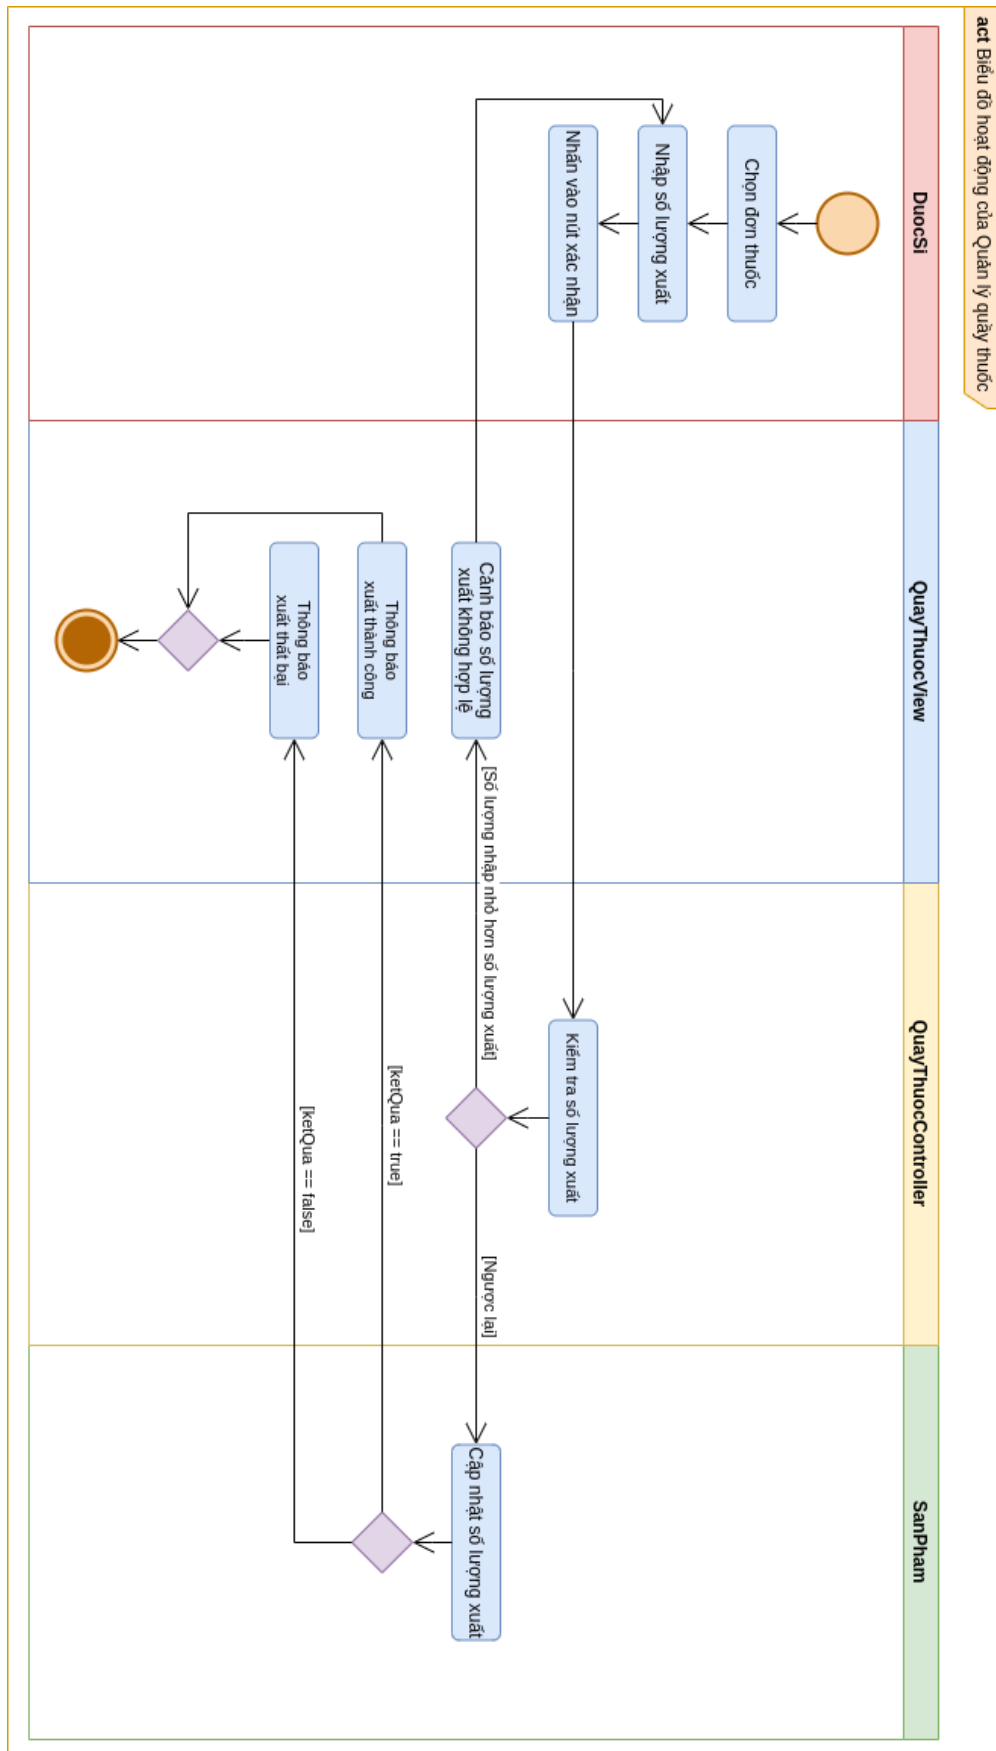 act Biểu đồ hoạt động của Quản lý quầy thuốc
DuocSi
QuayThuocView
QuayThuocController
SanPham
Chọn đơn thuốc
Nhập số lượng xuất
Nhấn vào nút xác nhận
Kiểm tra số lượng xuất
[Số lượng nhập nhỏ hơn số lượng xuất]
[Ngược lại]
Cảnh báo số lượng
xuất không hợp lệ
Cập nhật số lượng xuất
[ketQua == true]
Thông báo
xuất thành công
[ketQua == false]
Thông báo
xuất thất bại